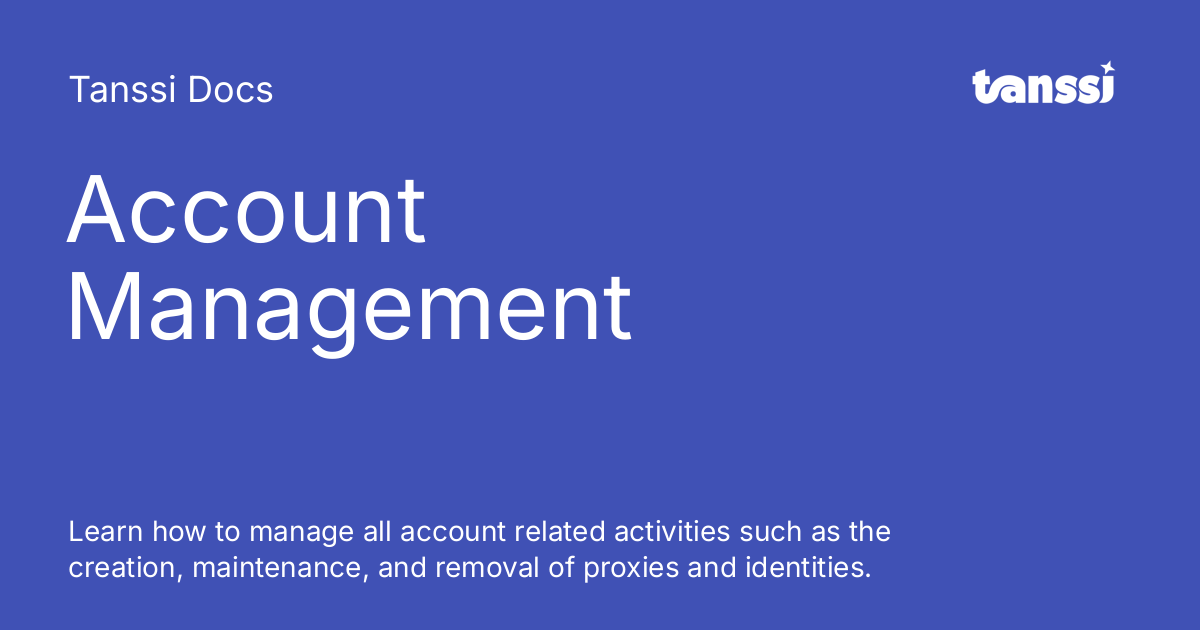 Tanssi Docs
tanssi
Account
Management
Learn how to manage all account related activities such as the
creation, maintenance, and removal of proxies and identities.